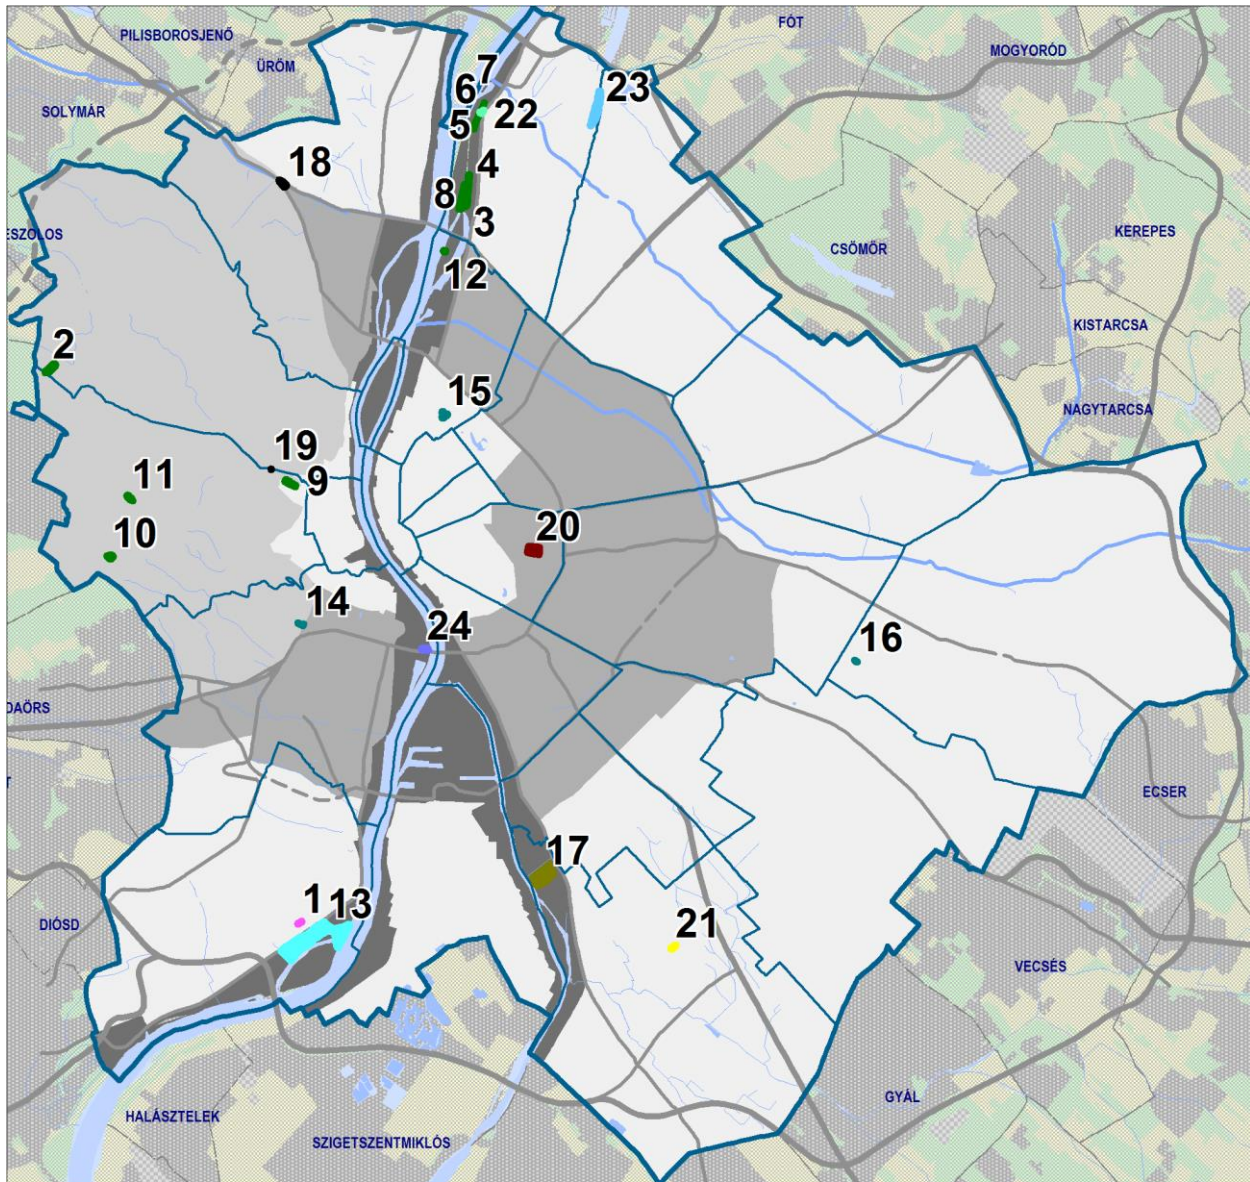 FÓT
PILISBOROSJENŐ
MOGYORÓD
ÜRÖM
7
23
6
SOLYMÁR
22
5
4
18
8
3
ESZŐLŐS
KEREPES
CSÖMÖR
12
KISTARCSA
2
NAGYTARCSA
15
19
9
11
20
10
14
24
16
DAÖRS
T
ECSER
17
1
13
DIÓSD
21
VECSÉS
GYÁL
HALÁSZTELEK
SZIGETSZENTMIKLÓS